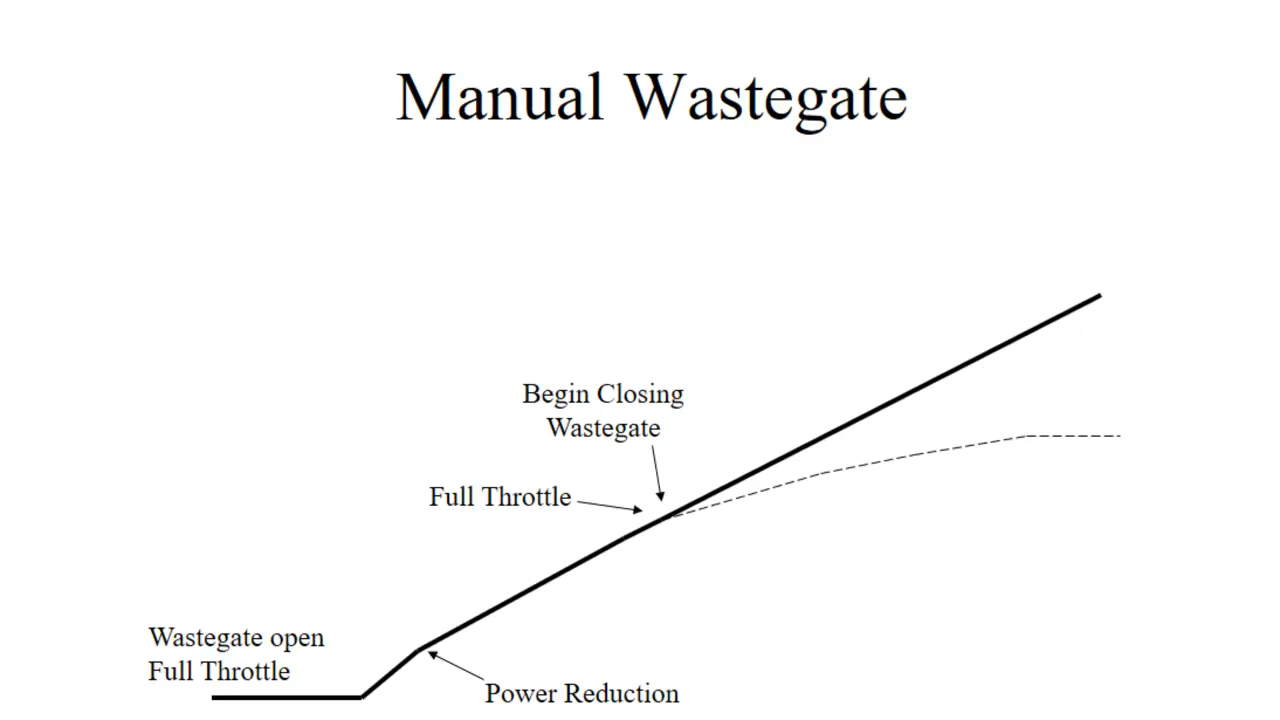 Manual Wastegate
Begin Closing
Wastegate
Full Throttle
Wastegate open
Full Throttle
Power Reduction